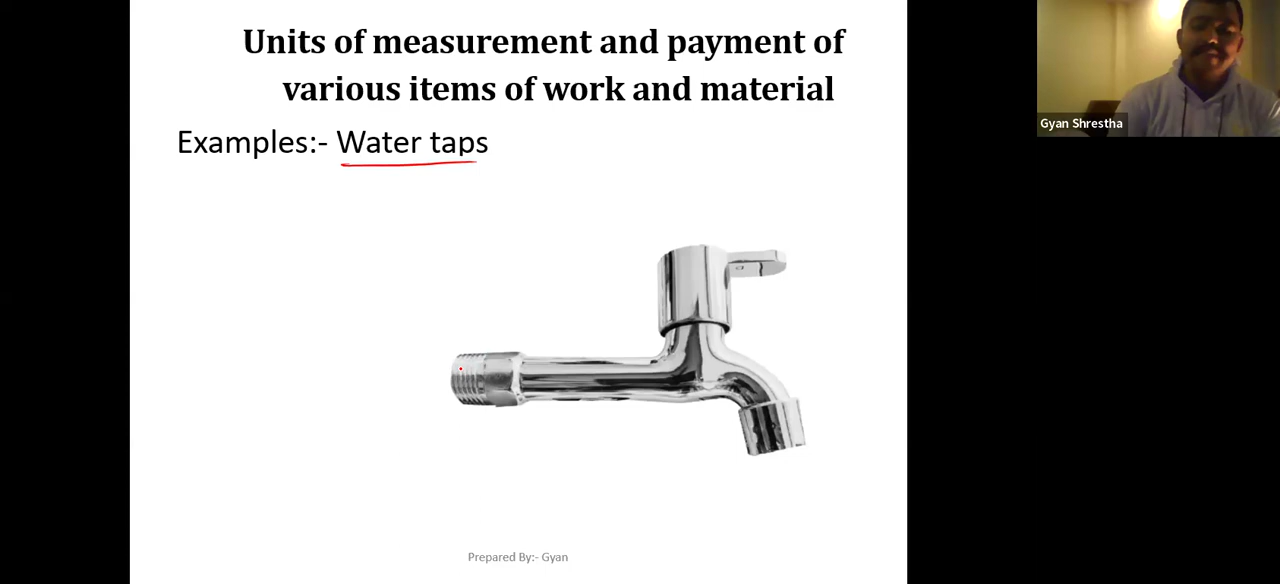 Units of measurement and payment of
various items of work and material
Examples:- Water taps
Gyan Shrestha
Prepared By:- Gyan